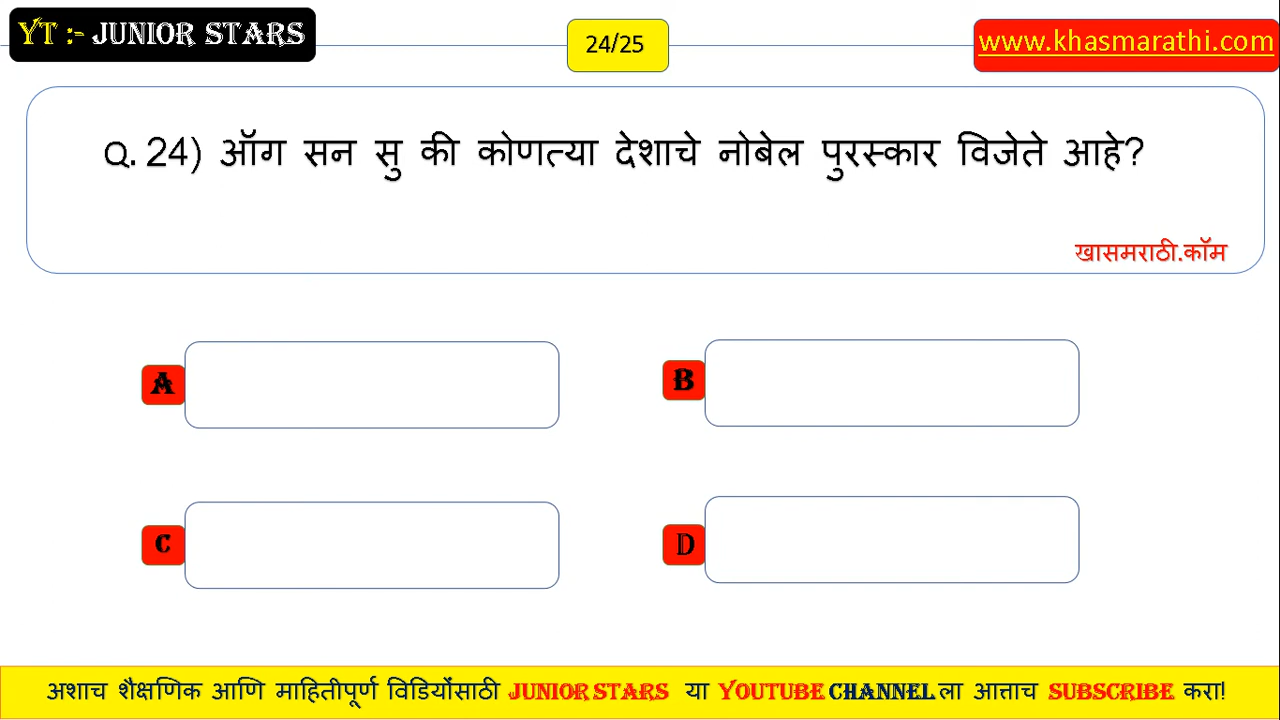 YT :- JUNIOR STARS
24/25
www.khasmarathi.com
Q. 24) ऑग सन सु की कोणत्या देशाचे नोबेल पुरस्कार विजेते आहे?
खासमराठी.कॉम
A
B
C
D
अशाच शैक्षणिक आणि माहितीपूर्ण विडियोंसाठी JUNIOR STARS या YOUTUBE CHANNEL ला आत्ताच SUBSCRIBE करा!